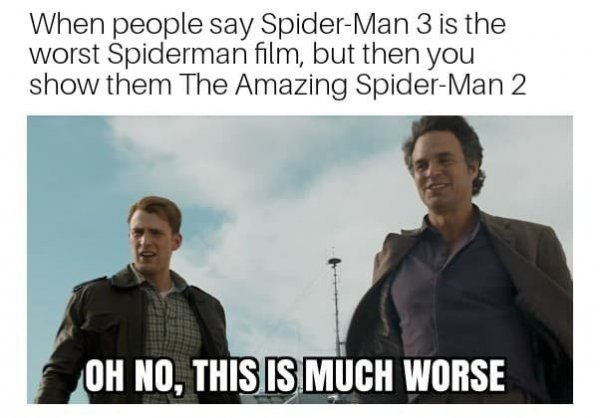 When people say Spider-Man 3 is the
worst Spiderman film, but then you
show them The Amazing Spider-Man 2
OH NO, THIS IS MUCH WORSE